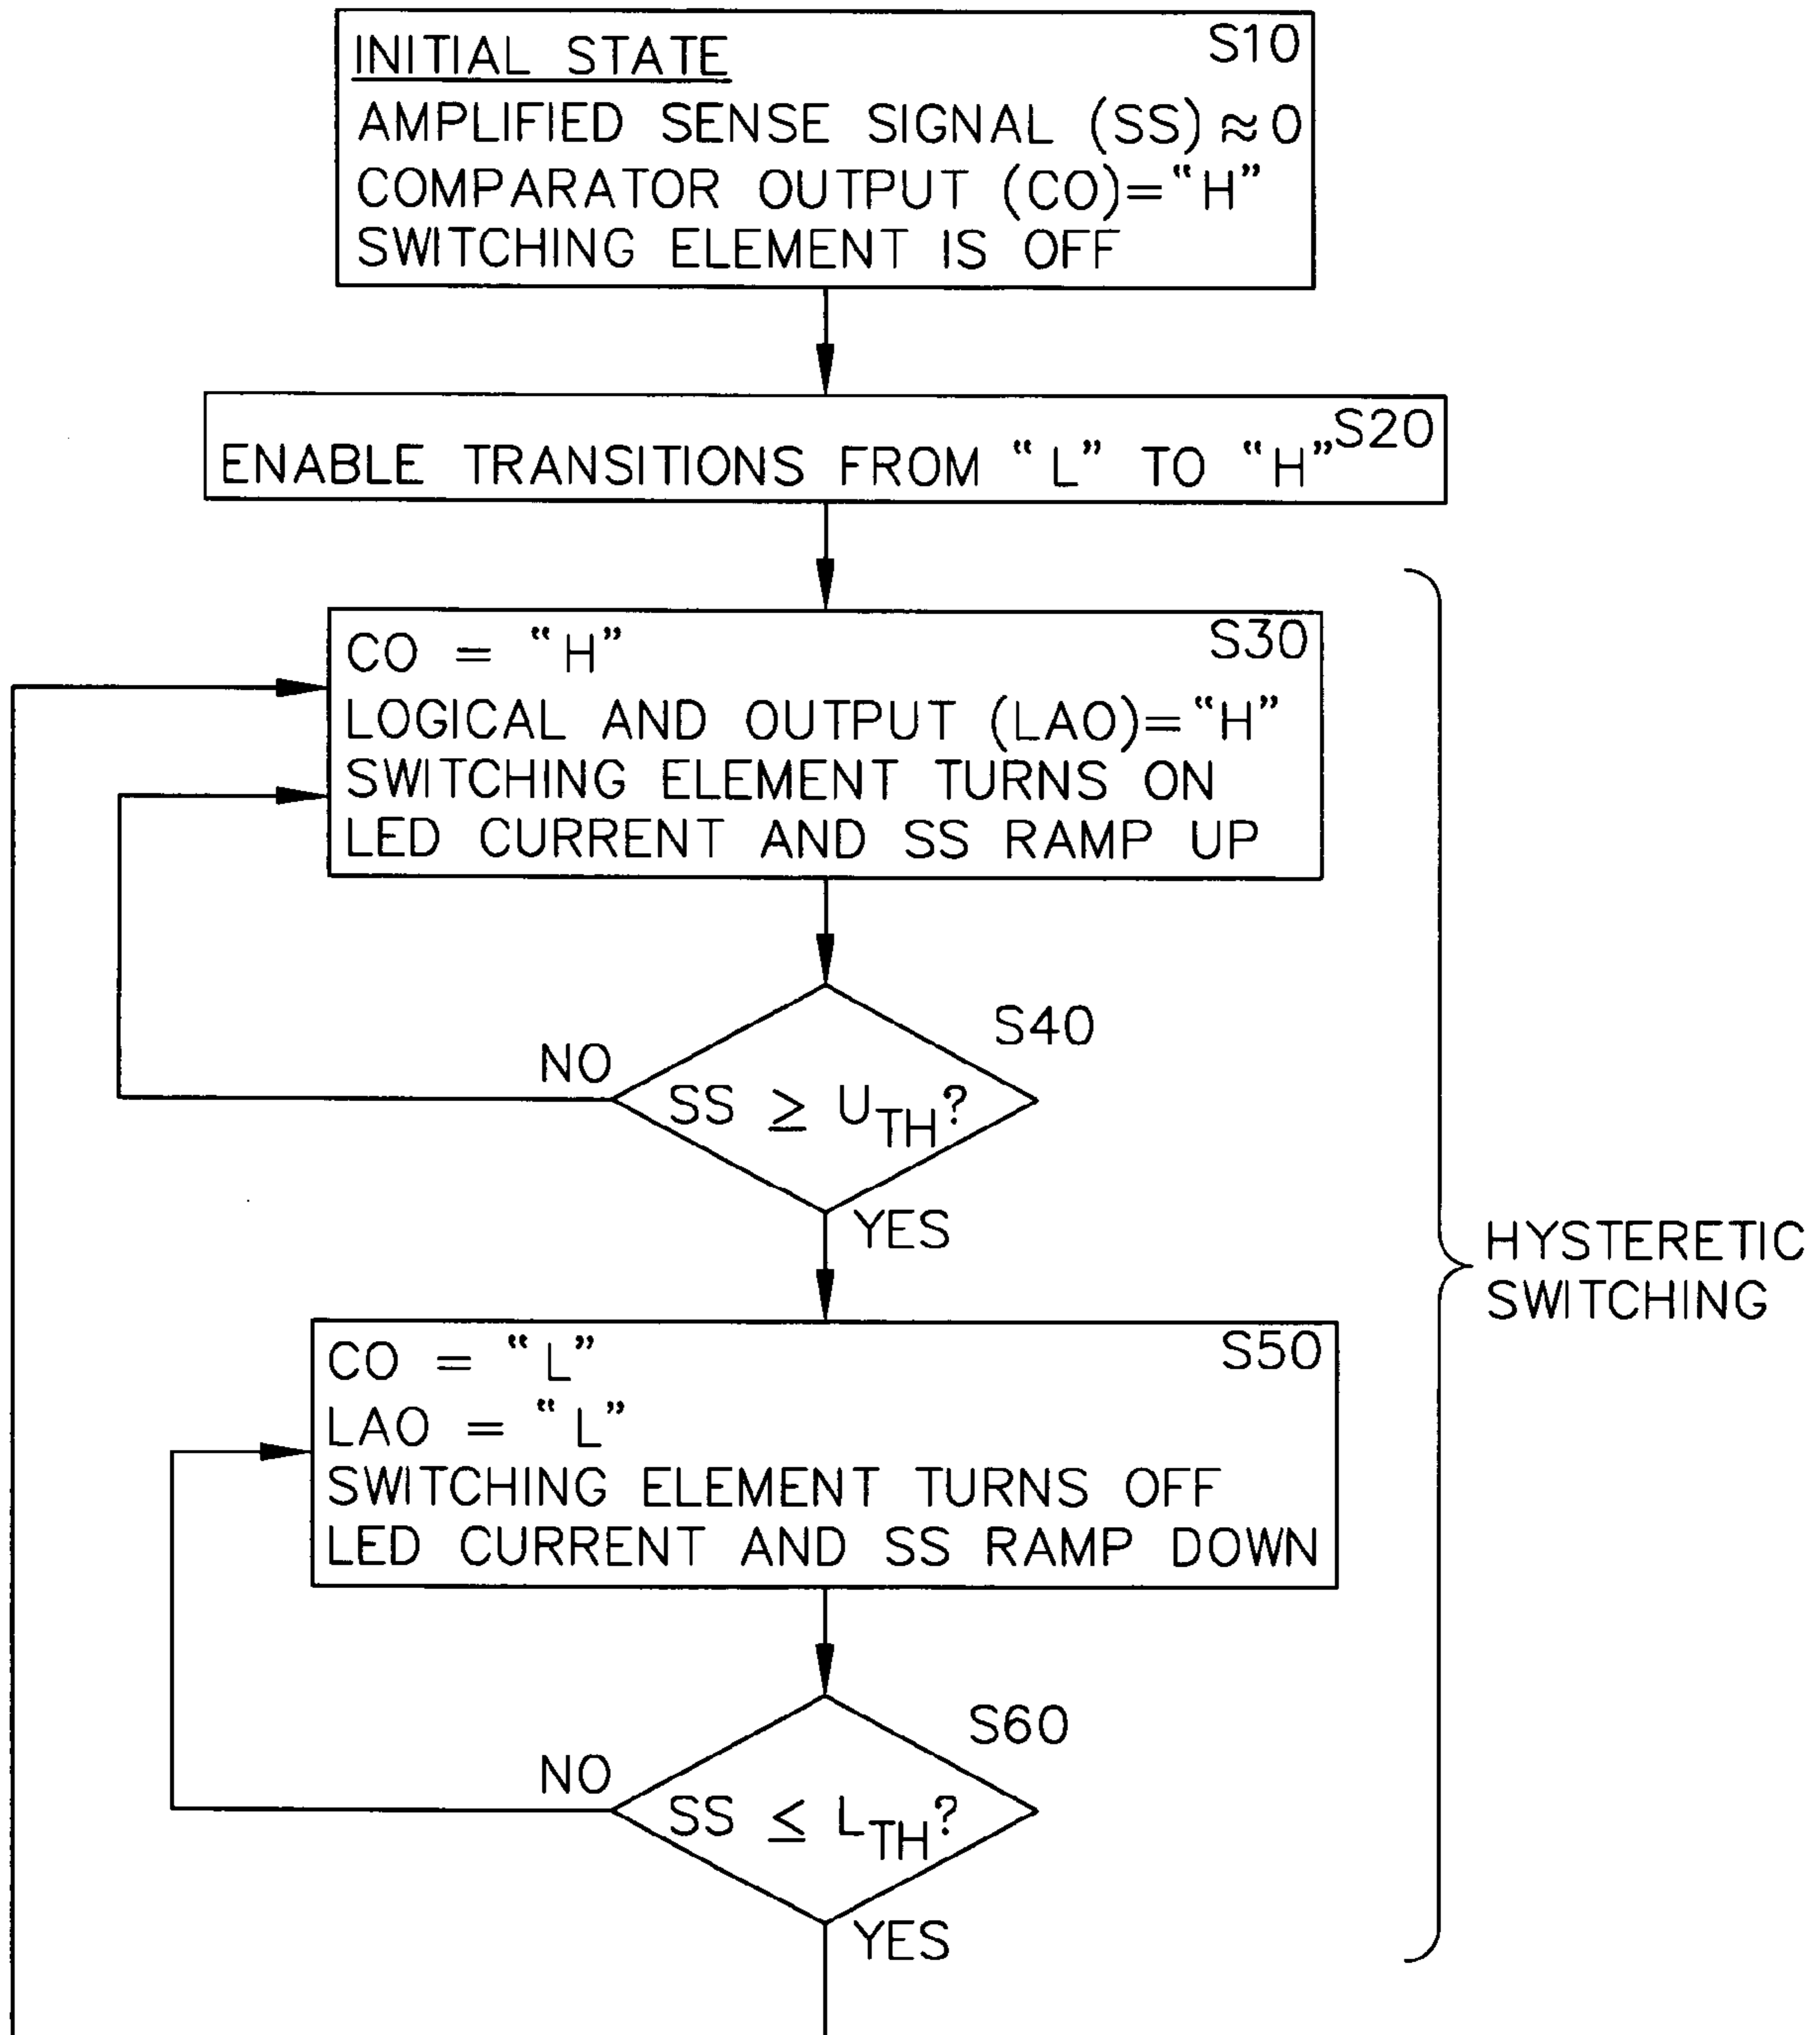 S10
INITIAL STATE
AMPLIFIED SENSE SIGNAL (SS) ≈ 0
COMPARATOR OUTPUT (CO)=“H”
SWITCHING ELEMENT IS OFF
S20
ENABLE TRANSITIONS FROM “L” TO “H”
S30
CO = “H”
LOGICAL AND OUTPUT (LAO)=“H”
SWITCHING ELEMENT TURNS ON
LED CURRENT AND SS RAMP UP
S40
NO
SS ≥ U_TH?
YES
HYSTERETIC
SWITCHING
S50
CO = “L”
LAO = “L”
SWITCHING ELEMENT TURNS OFF
LED CURRENT AND SS RAMP DOWN
S60
NO
SS ≤ L_TH?
YES